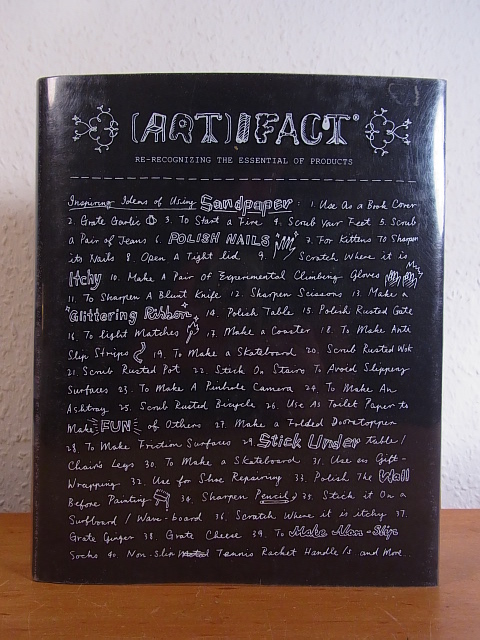 (ART)IFACT
RE-RECOGNIZING THE ESSENTIAL OF PRODUCTS
Inspiring Ideas of Using Sandpaper: 1. Use As a Book Cover
2. Grate Garlic 3. To Start a Fire 4. Scrub Your Feet 5. Scrub
a Pair of Jeans 6. POLISH NAILS 7. For Kittens To Sharpen
its Nails 8. Open A Tight lid 9. Scratch Where it is
Itchy 10. Make A Pair Of Experimental Climbing Gloves
11. To Sharpen A Blunt Knife 12. Sharpen Scissors 13. Make a
Glittering Ribbon 14. Polish Table 15. Polish Rusted Gate
16. To light Matches 17. Make a Coaster 18. To Make Anti
Slip Strips 19. To Make a Skateboard 20. Scrub Rusted Wok
21. Scrub Rusted Pot 22. Stick On Stairs To Avoid Slippery
Surfaces 23. To Make A Pinhole Camera 24. To Make An
Ashtray 25. Scrub Rusted Bicycle 26. Use As Toilet Paper to
Make FUN of Others 27. Make a Folded Doorstopper
28. To Make Friction Surfaces 29. Stick Under Table /
Chair's Legs 30. To Make a Skateboard 31. Use as Gift-
Wrapping 32. Use for Shoe Repairing 33. Polish The Wall
Before Painting 34. Sharpen Pencil 35. Stick it On a
Surfboard / Wave-board 36. Scratch Where it is itchy 37.
Grate Ginger 38. Grate Cheese 39. To Make Non-Slip
Socks 40. Non-Slip Tennis Racket Handle/s and More..